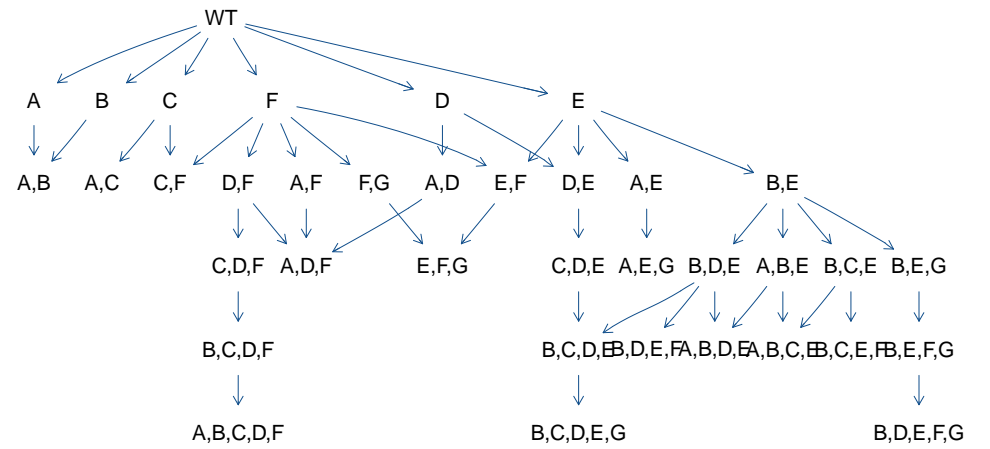 WT
A B C F D E
A,B A,C C,F D,F A,F F,G A,D E,F D,E A,E B,E
C,D,F A,D,F E,F,G C,D,E A,E,G B,D,E A,B,E B,C,E B,E,G
B,C,D,F B,C,D,E B,D,E,F A,B,D,E A,B,C,E B,C,E,F B,E,F,G
A,B,C,D,F B,C,D,E,G B,D,E,F,G